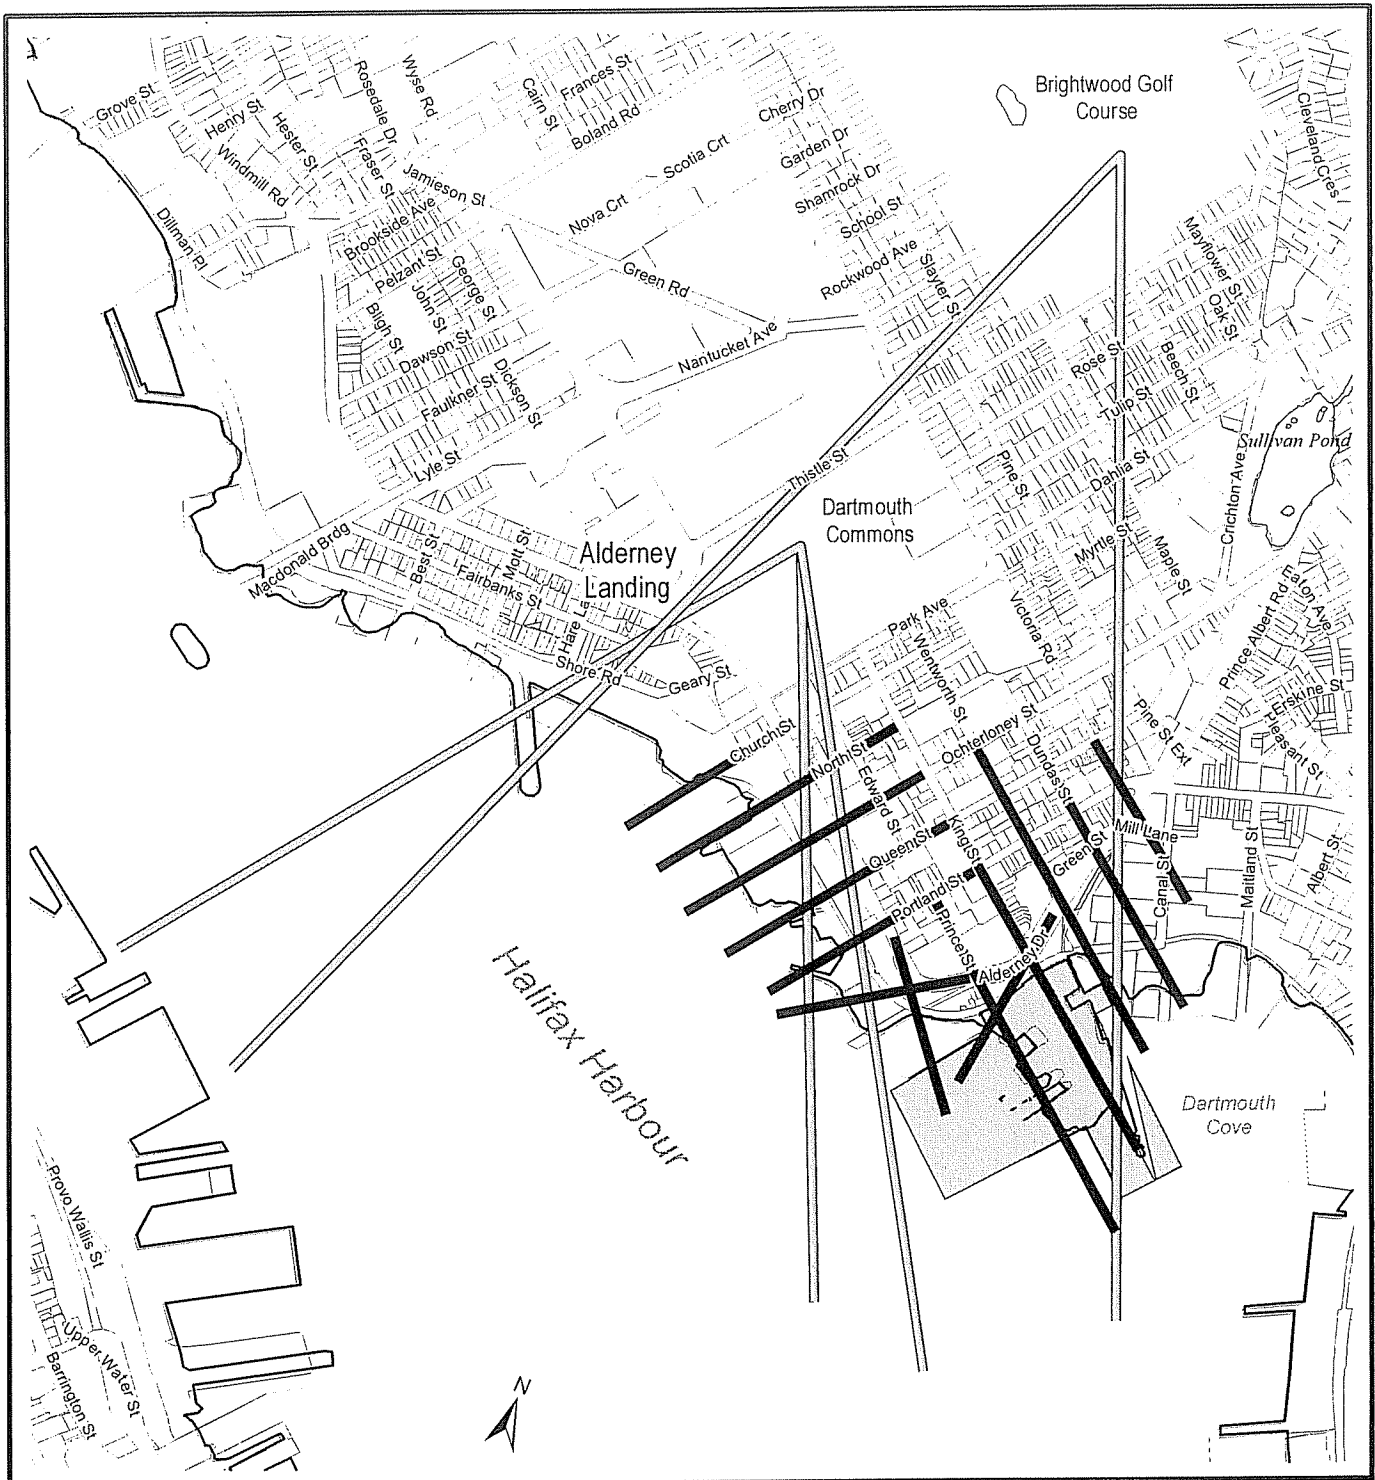 Grove St
Henry St
Hester St
Windmill Rd
Rosedale Dr
Wyse Rd
Fraser St
Jamieson St
Cairn St
Frances St
Boland Rd
Brightwood Golf
Course
Cleveland Cres
Cherry Dr
Garden Dr
Shamrock Dr
School St
Scotia Crt
Nova Crt
Dillman Pl
Brookside Ave
Pelzant St
George St
John St
Bligh St
Dawson St
Faulkner St
Dickson St
Lyle St
Green Rd
Nantucket Ave
Rockwood Ave
Slayter St
Mayflower St
Oak St
Rose St
Beech St
Tulip St
Sullivan Pond
Thistle St
Pine St
Dahlia St
Crichton Ave
Dartmouth
Commons
Macdonald Brdg
Best St
Mott St
Fairbanks St
Hare La
Alderney
Landing
Myrtle St
Maple St
Eaton Ave
Prince Albert Rd
Park Ave
Victoria Rd
Wentworth St
Shore Rd
Geary St
Erskine St
Pleasant St
Church St
North St
Ochterloney St
Pine St Ext
Dundas St
Edward St
King St
Queen St
Green St
Mill Lane
Canal St
Maitland St
Albert St
Portland St
Prince St
Alderney Dr
Halifax Harbour
Dartmouth
Cove
Provo Wallis St
Upper Water St
Barrington St
N